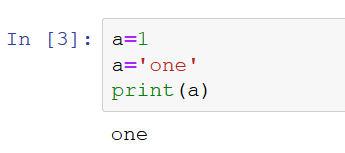 In [3]: a=1
a='one'
print(a)
one